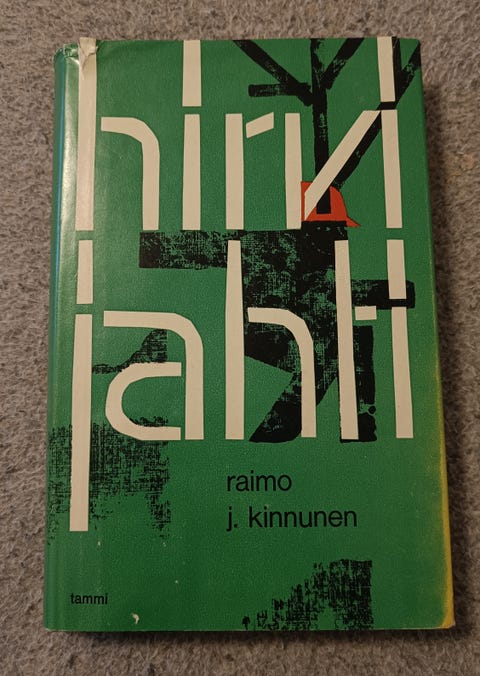 hirvi
jahti
raimo
j. kinnunen
tammi